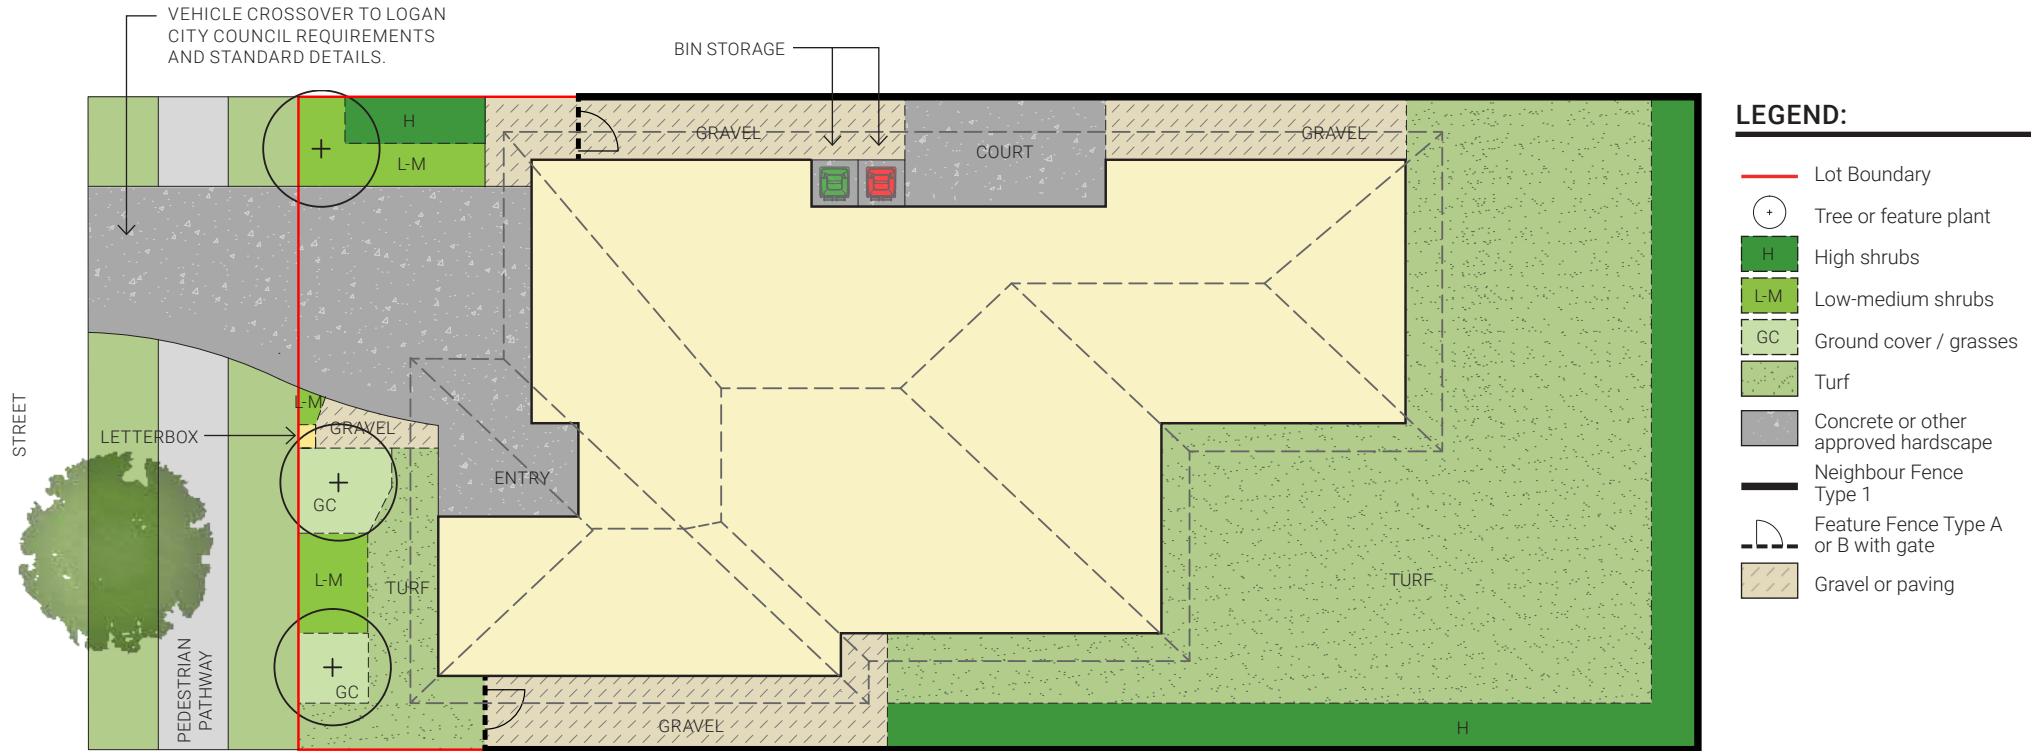 VEHICLE CROSSOVER TO LOGAN
CITY COUNCIL REQUIREMENTS
AND STANDARD DETAILS.
BIN STORAGE
H
L-M
GRAVEL
COURT
GRAVEL
STREET
L-M
LETTERBOX
GRAVEL
ENTRY
GC
L-M
TURF
GC
PEDESTRIAN
PATHWAY
GRAVEL
TURF
H
LEGEND:
Lot Boundary
Tree or feature plant
H
High shrubs
L-M
Low-medium shrubs
GC
Ground cover / grasses
Turf
Concrete or other
approved hardscape
Neighbour Fence
Type 1
Feature Fence Type A
or B with gate
Gravel or paving